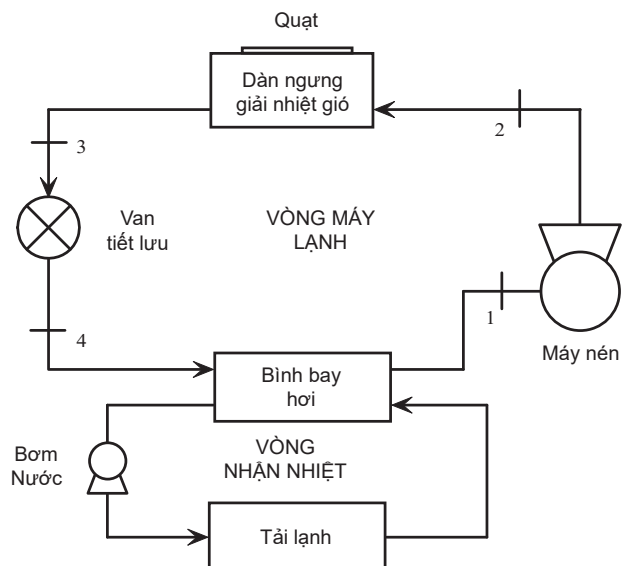 Quạt
Dàn ngưng
giải nhiệt gió
2
3
Van
tiết lưu
VÒNG MÁY
LẠNH
1
Máy nén
4
Bình bay
hơi
Bơm
Nước
VÒNG
NHẬN NHIỆT
Tải lạnh